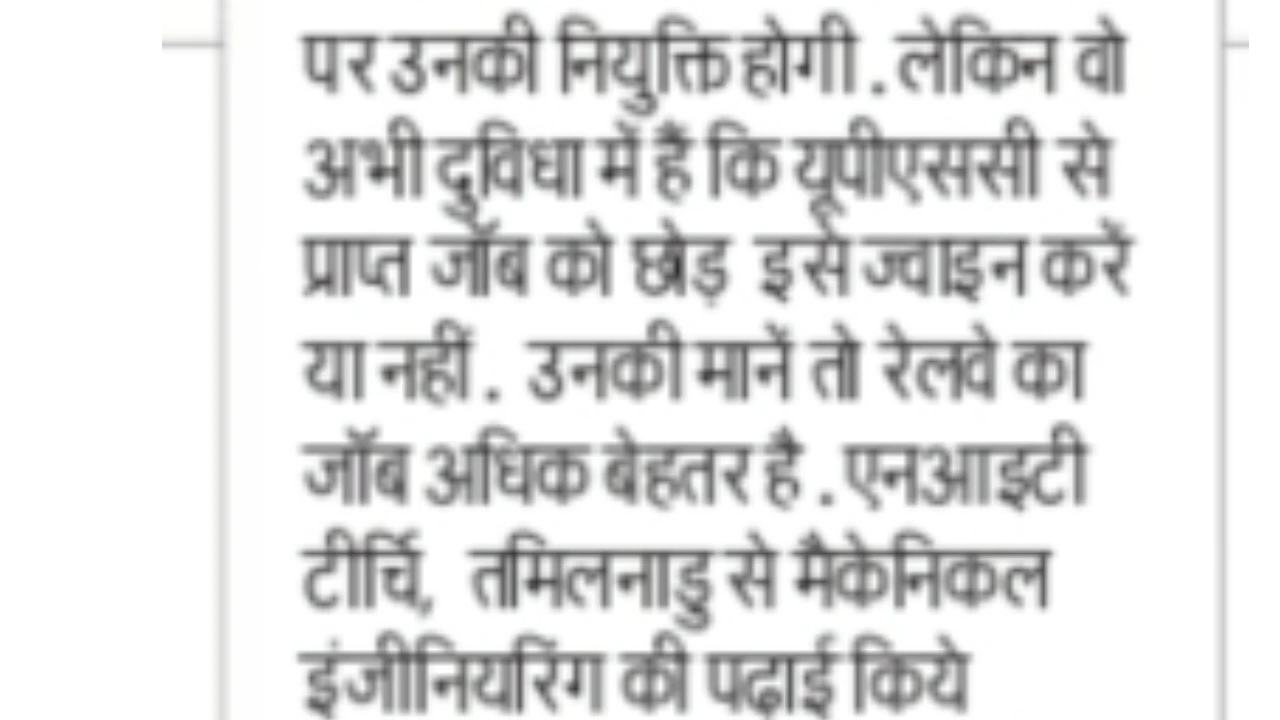 पर उनकी नियुक्ति होगी . लेकिन वो
अभी दुविधा में हैं कि यूपीएससी से
प्राप्त जॉब को छोड़ इसे ज्वाइन करें
या नहीं . उनकी मानें तो रेलवे का
जॉब अधिक बेहतर है . एनआइटी
टीर्चि, तमिलनाडु से मैकेनिकल
इंजीनियरिंग की पढाई किये